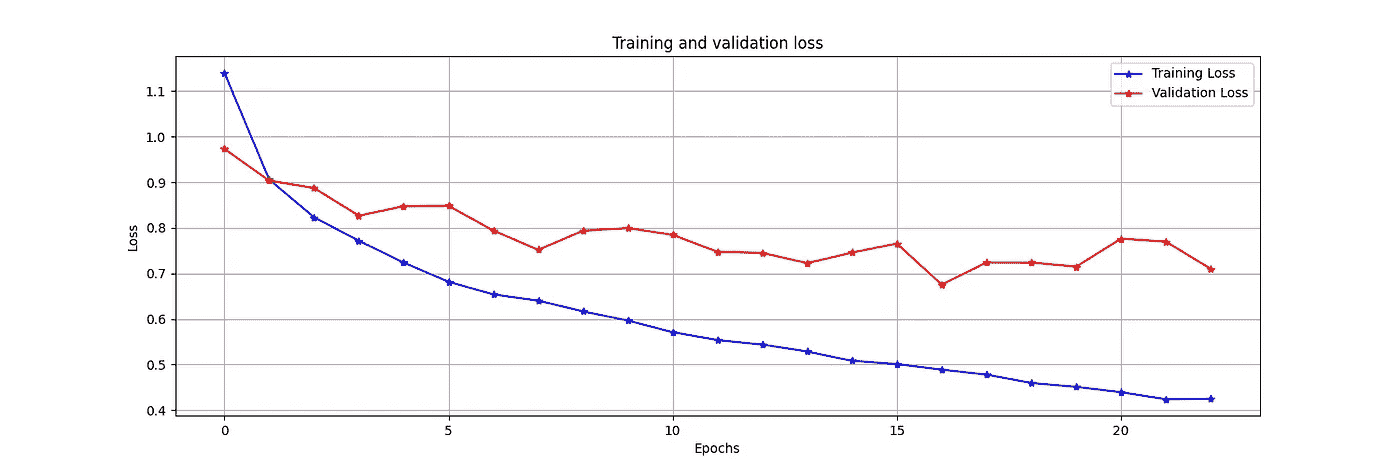 Training and validation loss
Training Loss
Validation Loss
1.1
1.0
0.9
0.8
0.7
0.6
0.5
0.4
Loss
0 5 10 15 20
Epochs